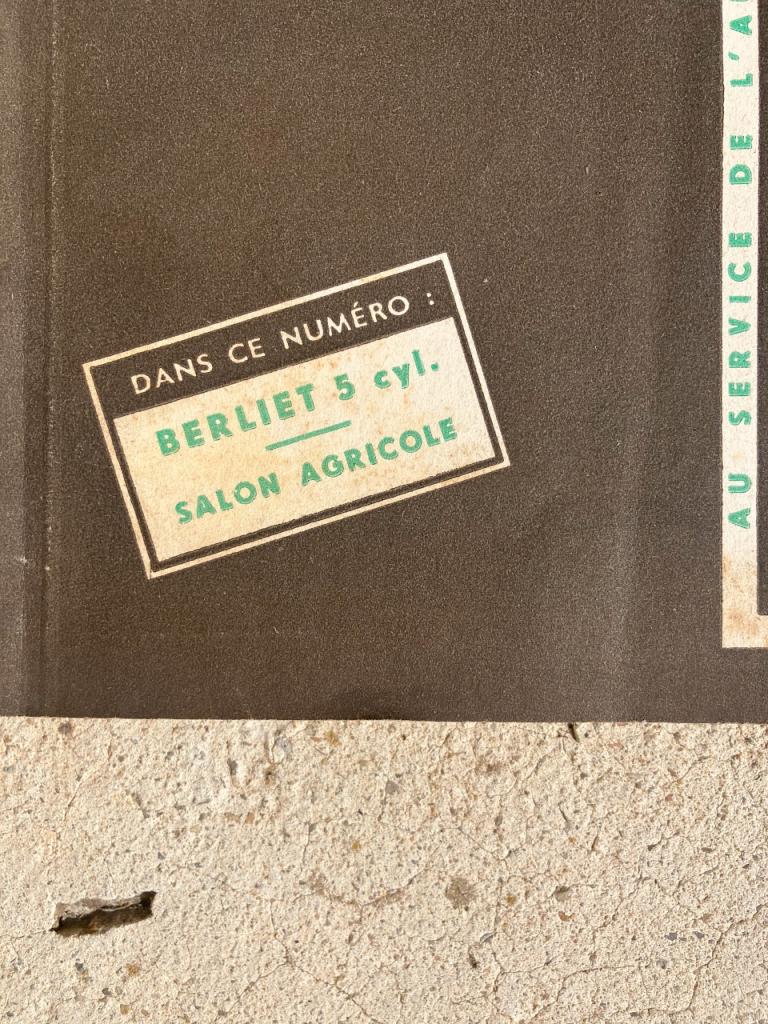 DANS CE NUMÉRO :
BERLIET 5 cyl.
SALON AGRICOLE
AU SERVICE DE L'A